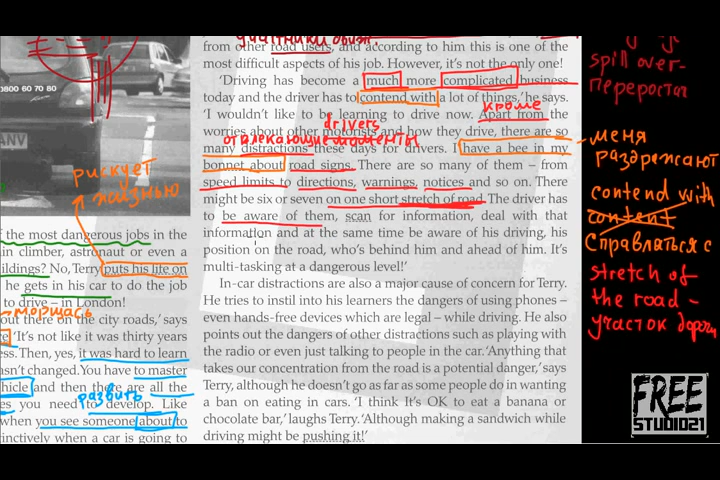 0800 60 70 80
ANV
рискует
жизнью
f the most dangerous jobs in the
in climber, astronaut or even a
ildings? No, Terry puts his life on
he gets in his car to do the job
to drive – in London!
морщась
out there on the city roads,' says
'It's not like it was thirty years
ess. Then, yes, it was hard to learn
asn't changed. You have to master
hicle and then there are all the
es you need to develop. Like
развить
when you see someone about to
tinctively when a car is going to
участники движ
from other road users, and according to him this is one of the
most difficult aspects of his job. However, it's not the only one!
'Driving has become a much more complicated business
today and the driver has to contend with a lot of things,' he says.
кроме
'I wouldn't like to be learning to drive now. Apart from the
drivers
worries about other motorists and how they drive, there are so
отвлекающие моменты
many distractions these days for drivers. I have a bee in my
bonnet about road signs. There are so many of them – from
speed limits to directions, warnings, notices and so on. There
might be six or seven on one short stretch of road. The driver has
to be aware of them, scan for information, deal with that
information and at the same time be aware of his driving, his
position on the road, who's behind him and ahead of him. It's
multi-tasking at a dangerous level!'
In-car distractions are also a major cause of concern for Terry.
He tries to instil into his learners the dangers of using phones –
even hands-free devices which are legal – while driving. He also
points out the dangers of other distractions such as playing with
the radio or even just talking to people in the car. 'Anything that
takes our concentration from the road is a potential danger,' says
Terry, although he doesn't go as far as some people do in wanting
a ban on eating in cars. 'I think It's OK to eat a banana or
chocolate bar,' laughs Terry. 'Although making a sandwich while
driving might be pushing it!'
spill over-
перерастать
меня
раздражают
contend with
content
справляться с
stretch of
the road -
участок дороги
FREE
STUDIO21